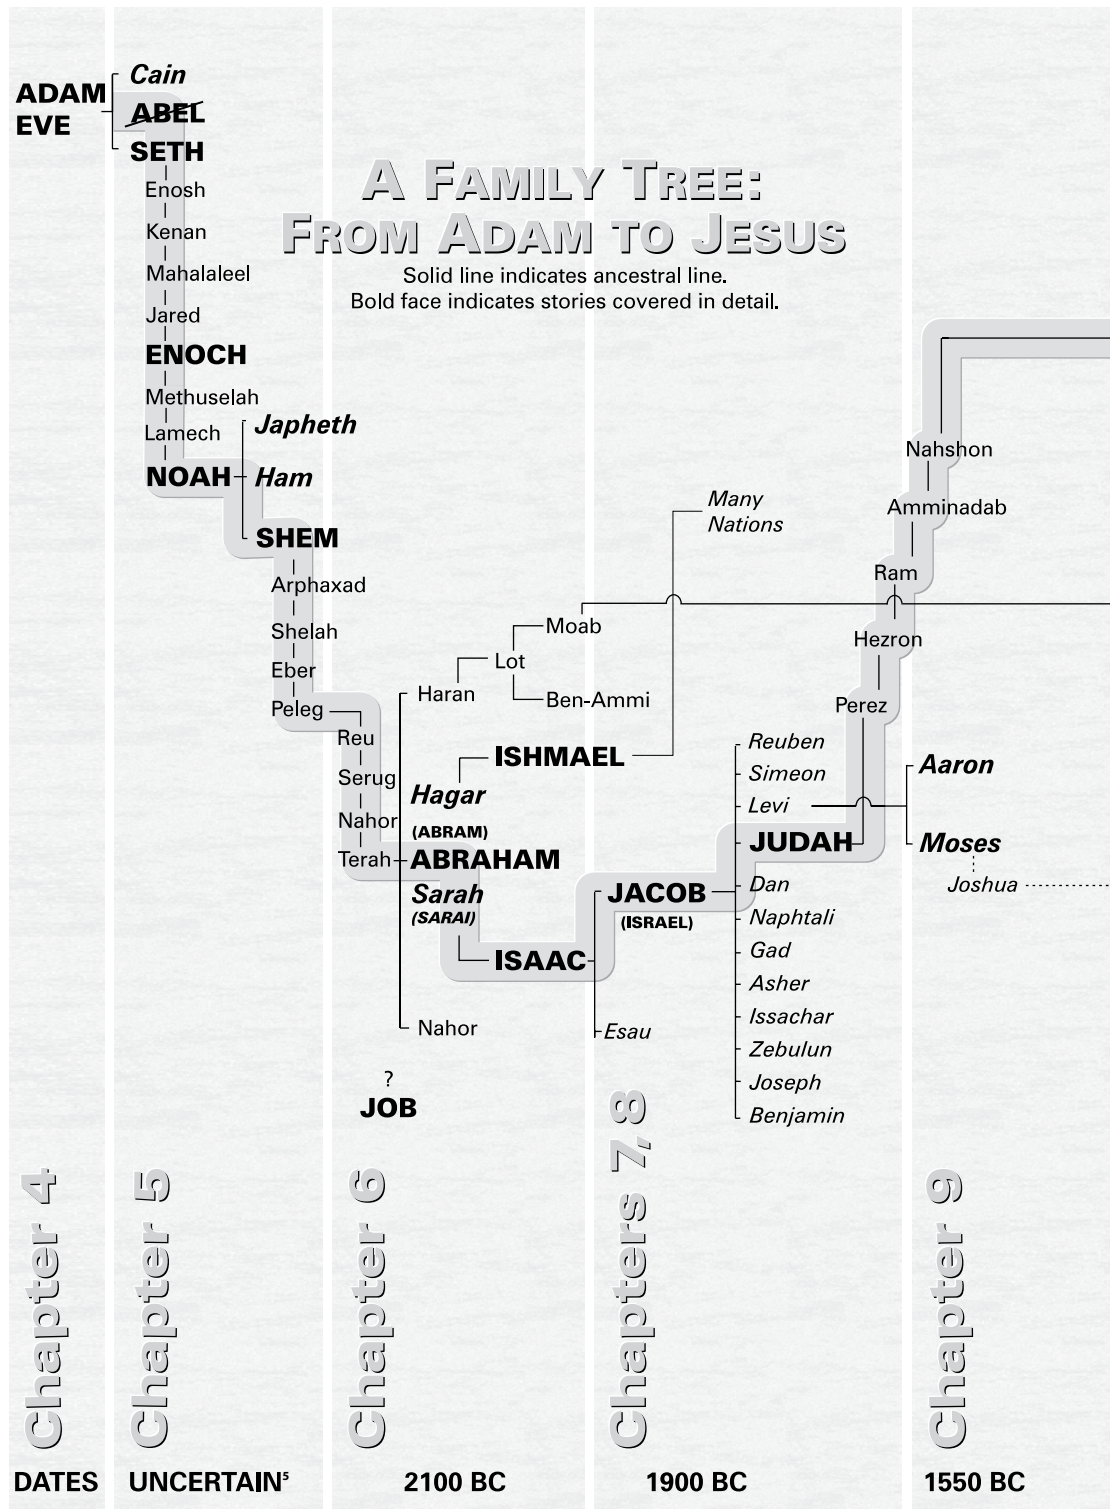 A FAMILY TREE:
FROM ADAM TO JESUS
Solid line indicates ancestral line.
Bold face indicates stories covered in detail.
ADAM
EVE
Cain
ABEL
SETH
Enosh
Kenan
Mahalaleel
Jared
ENOCH
Methuselah
Lamech
NOAH
Japheth
Ham
SHEM
Arphaxad
Shelah
Eber
Peleg
Reu
Serug
Nahor
Terah
Haran
Lot
Moab
Ben-Ammi
ISHMAEL
Hagar
(ABRAM)
ABRAHAM
Sarah
(SARAI)
ISAAC
Nahor
?
JOB
Many
Nations
JACOB
(ISRAEL)
Esau
Reuben
Simeon
Levi
JUDAH
Dan
Naphtali
Gad
Asher
Issachar
Zebulun
Joseph
Benjamin
Nahshon
Amminadab
Ram
Hezron
Perez
Aaron
Moses
Joshua
Chapter 4
Chapter 5
Chapter 6
Chapters 7, 8
Chapter 9
DATES UNCERTAIN⁵ 2100 BC 1900 BC 1550 BC